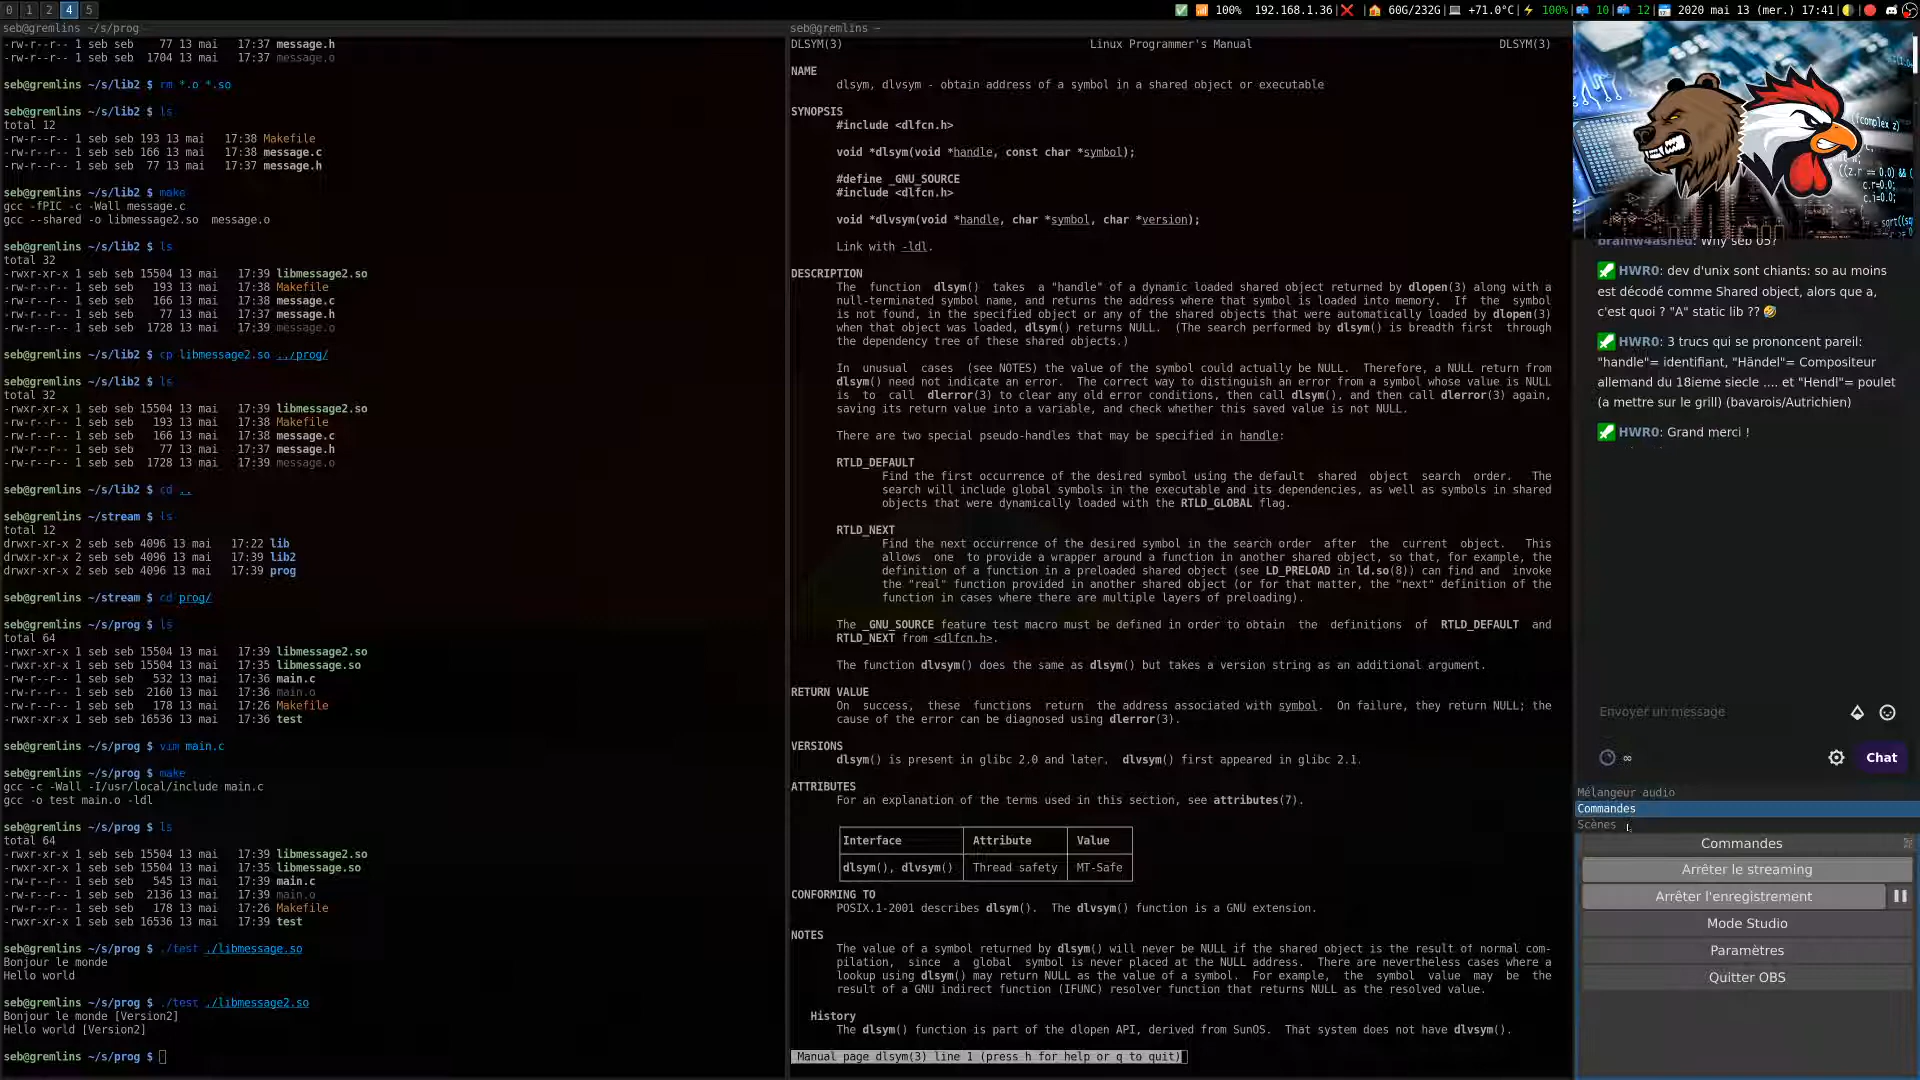 0 1 2 4 5
100% 192.168.1.36 60G/232G +71.0°C 100% 10 12 2020 mai 13 (mer.) 17:41
seb@gremlins ~/s/prog
-rw-r--r-- 1 seb seb 77 13 mai 17:37 message.h
-rw-r--r-- 1 seb seb 1704 13 mai 17:37 message.o
seb@gremlins ~/s/lib2 $ rm *.o *.so
seb@gremlins ~/s/lib2 $ ls
total 12
-rw-r--r-- 1 seb seb 193 13 mai 17:38 Makefile
-rw-r--r-- 1 seb seb 166 13 mai 17:38 message.c
-rw-r--r-- 1 seb seb 77 13 mai 17:37 message.h
seb@gremlins ~/s/lib2 $ make
gcc -fPIC -c -Wall message.c
gcc --shared -o libmessage2.so message.o
seb@gremlins ~/s/lib2 $ ls
total 32
-rwxr-xr-x 1 seb seb 15504 13 mai 17:39 libmessage2.so
-rw-r--r-- 1 seb seb 193 13 mai 17:38 Makefile
-rw-r--r-- 1 seb seb 166 13 mai 17:38 message.c
-rw-r--r-- 1 seb seb 77 13 mai 17:37 message.h
-rw-r--r-- 1 seb seb 1728 13 mai 17:39 message.o
seb@gremlins ~/s/lib2 $ cp libmessage2.so ../prog/
seb@gremlins ~/s/lib2 $ ls
total 32
-rwxr-xr-x 1 seb seb 15504 13 mai 17:39 libmessage2.so
-rw-r--r-- 1 seb seb 193 13 mai 17:38 Makefile
-rw-r--r-- 1 seb seb 166 13 mai 17:38 message.c
-rw-r--r-- 1 seb seb 77 13 mai 17:37 message.h
-rw-r--r-- 1 seb seb 1728 13 mai 17:39 message.o
seb@gremlins ~/s/lib2 $ cd ..
seb@gremlins ~/stream $ ls
total 12
drwxr-xr-x 2 seb seb 4096 13 mai 17:22 lib
drwxr-xr-x 2 seb seb 4096 13 mai 17:39 lib2
drwxr-xr-x 2 seb seb 4096 13 mai 17:39 prog
seb@gremlins ~/stream $ cd prog/
seb@gremlins ~/s/prog $ ls
total 64
-rwxr-xr-x 1 seb seb 15504 13 mai 17:39 libmessage2.so
-rwxr-xr-x 1 seb seb 15504 13 mai 17:35 libmessage.so
-rw-r--r-- 1 seb seb 532 13 mai 17:36 main.c
-rw-r--r-- 1 seb seb 2160 13 mai 17:36 main.o
-rw-r--r-- 1 seb seb 178 13 mai 17:26 Makefile
-rwxr-xr-x 1 seb seb 16536 13 mai 17:36 test
seb@gremlins ~/s/prog $ vim main.c
seb@gremlins ~/s/prog $ make
gcc -c -Wall -I/usr/local/include main.c
gcc -o test main.o -ldl
seb@gremlins ~/s/prog $ ls
total 64
-rwxr-xr-x 1 seb seb 15504 13 mai 17:39 libmessage2.so
-rwxr-xr-x 1 seb seb 15504 13 mai 17:35 libmessage.so
-rw-r--r-- 1 seb seb 545 13 mai 17:39 main.c
-rw-r--r-- 1 seb seb 2136 13 mai 17:39 main.o
-rw-r--r-- 1 seb seb 178 13 mai 17:26 Makefile
-rwxr-xr-x 1 seb seb 16536 13 mai 17:39 test
seb@gremlins ~/s/prog $ ./test ./libmessage.so
Bonjour le monde
Hello world
seb@gremlins ~/s/prog $ ./test ./libmessage2.so
Bonjour le monde [Version2]
Hello world [Version2]
seb@gremlins ~/s/prog $
seb@gremlins ~
DLSYM(3) Linux Programmer's Manual DLSYM(3)
NAME
dlsym, dlvsym - obtain address of a symbol in a shared object or executable
SYNOPSIS
#include <dlfcn.h>
void *dlsym(void *handle, const char *symbol);
#define _GNU_SOURCE
#include <dlfcn.h>
void *dlvsym(void *handle, char *symbol, char *version);
Link with -ldl.
DESCRIPTION
The function dlsym() takes a "handle" of a dynamic loaded shared object returned by dlopen(3) along with a
null-terminated symbol name, and returns the address where that symbol is loaded into memory. If the symbol
is not found, in the specified object or any of the shared objects that were automatically loaded by dlopen(3)
when that object was loaded, dlsym() returns NULL. (The search performed by dlsym() is breadth first through
the dependency tree of these shared objects.)
In unusual cases (see NOTES) the value of the symbol could actually be NULL. Therefore, a NULL return from
dlsym() need not indicate an error. The correct way to distinguish an error from a symbol whose value is NULL
is to call dlerror(3) to clear any old error conditions, then call dlsym(), and then call dlerror(3) again,
saving its return value into a variable, and check whether this saved value is not NULL.
There are two special pseudo-handles that may be specified in handle:
RTLD_DEFAULT
Find the first occurrence of the desired symbol using the default shared object search order. The
search will include global symbols in the executable and its dependencies, as well as symbols in shared
objects that were dynamically loaded with the RTLD_GLOBAL flag.
RTLD_NEXT
Find the next occurrence of the desired symbol in the search order after the current object. This
allows one to provide a wrapper around a function in another shared object, so that, for example, the
definition of a function in a preloaded shared object (see LD_PRELOAD in ld.so(8)) can find and invoke
the "real" function provided in another shared object (or for that matter, the "next" definition of the
function in cases where there are multiple layers of preloading).
The _GNU_SOURCE feature test macro must be defined in order to obtain the definitions of RTLD_DEFAULT and
RTLD_NEXT from <dlfcn.h>.
The function dlvsym() does the same as dlsym() but takes a version string as an additional argument.
RETURN VALUE
On success, these functions return the address associated with symbol. On failure, they return NULL; the
cause of the error can be diagnosed using dlerror(3).
VERSIONS
dlsym() is present in glibc 2.0 and later. dlvsym() first appeared in glibc 2.1.
ATTRIBUTES
For an explanation of the terms used in this section, see attributes(7).
Interface Attribute Value
dlsym(), dlvsym() Thread safety MT-Safe
CONFORMING TO
POSIX.1-2001 describes dlsym(). The dlvsym() function is a GNU extension.
NOTES
The value of a symbol returned by dlsym() will never be NULL if the shared object is the result of normal com-
pilation, since a global symbol is never placed at the NULL address. There are nevertheless cases where a
lookup using dlsym() may return NULL as the value of a symbol. For example, the symbol value may be the
result of a GNU indirect function (IFUNC) resolver function that returns NULL as the resolved value.
History
The dlsym() function is part of the dlopen API, derived from SunOS. That system does not have dlvsym().
Manual page dlsym(3) line 1 (press h for help or q to quit)
(fcomplex z)
c.r=0.0;
c.i=0.0;
brainw4ashed: Why seb 05?
HWR0: dev d'unix sont chiants: so au moins
est décodé comme Shared object, alors que a,
c'est quoi ? "A" static lib ?? 🤣
HWR0: 3 trucs qui se prononcent pareil:
"handle"= identifiant, "Händel"= Compositeur
allemand du 18ieme siecle .... et "Hendl"= poulet
(a mettre sur le grill) (bavarois/Autrichien)
HWR0: Grand merci !
Envoyer un message
∞ Chat
Mélangeur audio
Commandes
Scènes
Commandes
Arrêter le streaming
Arrêter l'enregistrement
Mode Studio
Paramètres
Quitter OBS